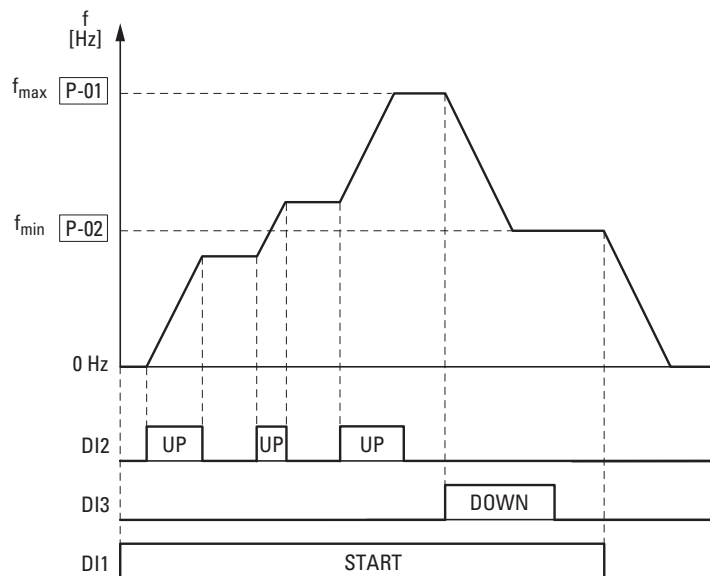 f
[Hz]
fmax P-01
fmin P-02
0 Hz
DI2 UP UP UP
DI3 DOWN
DI1 START